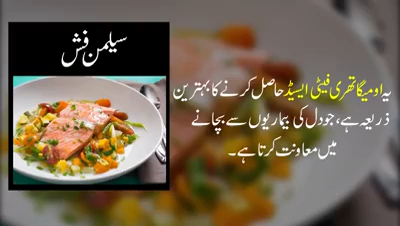 سیلمن فش
یہ اومیگا تھری فیٹی ایسیڈ حاصل کرنے کا بہترین
ذریعہ ہے، جو دل کی بیماریوں سے بچانے
میں معاونت کرتا ہے۔